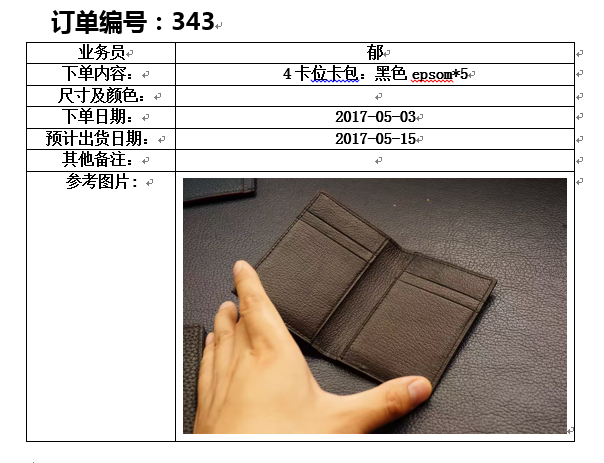 订单编号：343
业务员
郁
下单内容：
4卡位卡包：黑色 epsom*5
尺寸及颜色：
下单日期：
2017-05-03
预计出货日期：
2017-05-15
其他备注：
参考图片：